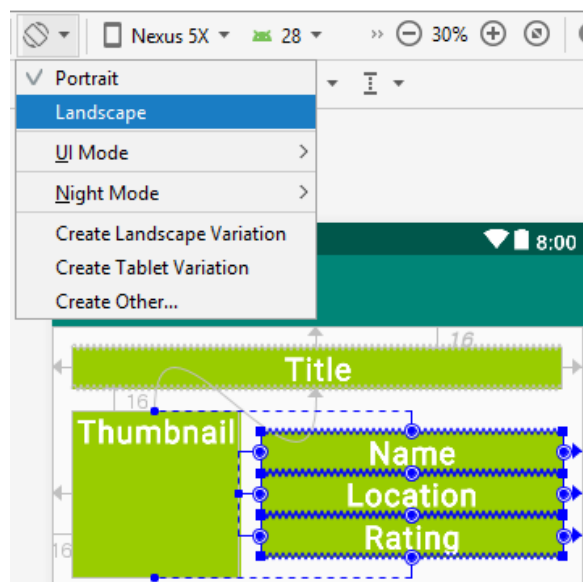 Nexus 5X 28 30%
Portrait
Landscape
UI Mode
Night Mode
Create Landscape Variation
Create Tablet Variation
Create Other...
8:00
16
Title
16
Thumbnail
Name
Location
Rating
16